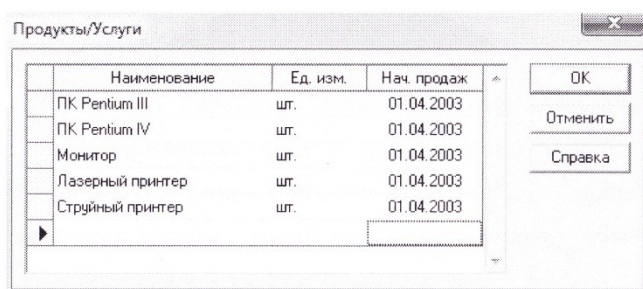 Продукты/Услуги
Наименование Ед. изм. Нач. продаж
ПК Pentium III шт. 01.04.2003
ПК Pentium IV шт. 01.04.2003
Монитор шт. 01.04.2003
Лазерный принтер шт. 01.04.2003
Струйный принтер шт. 01.04.2003
OK
Отменить
Справка